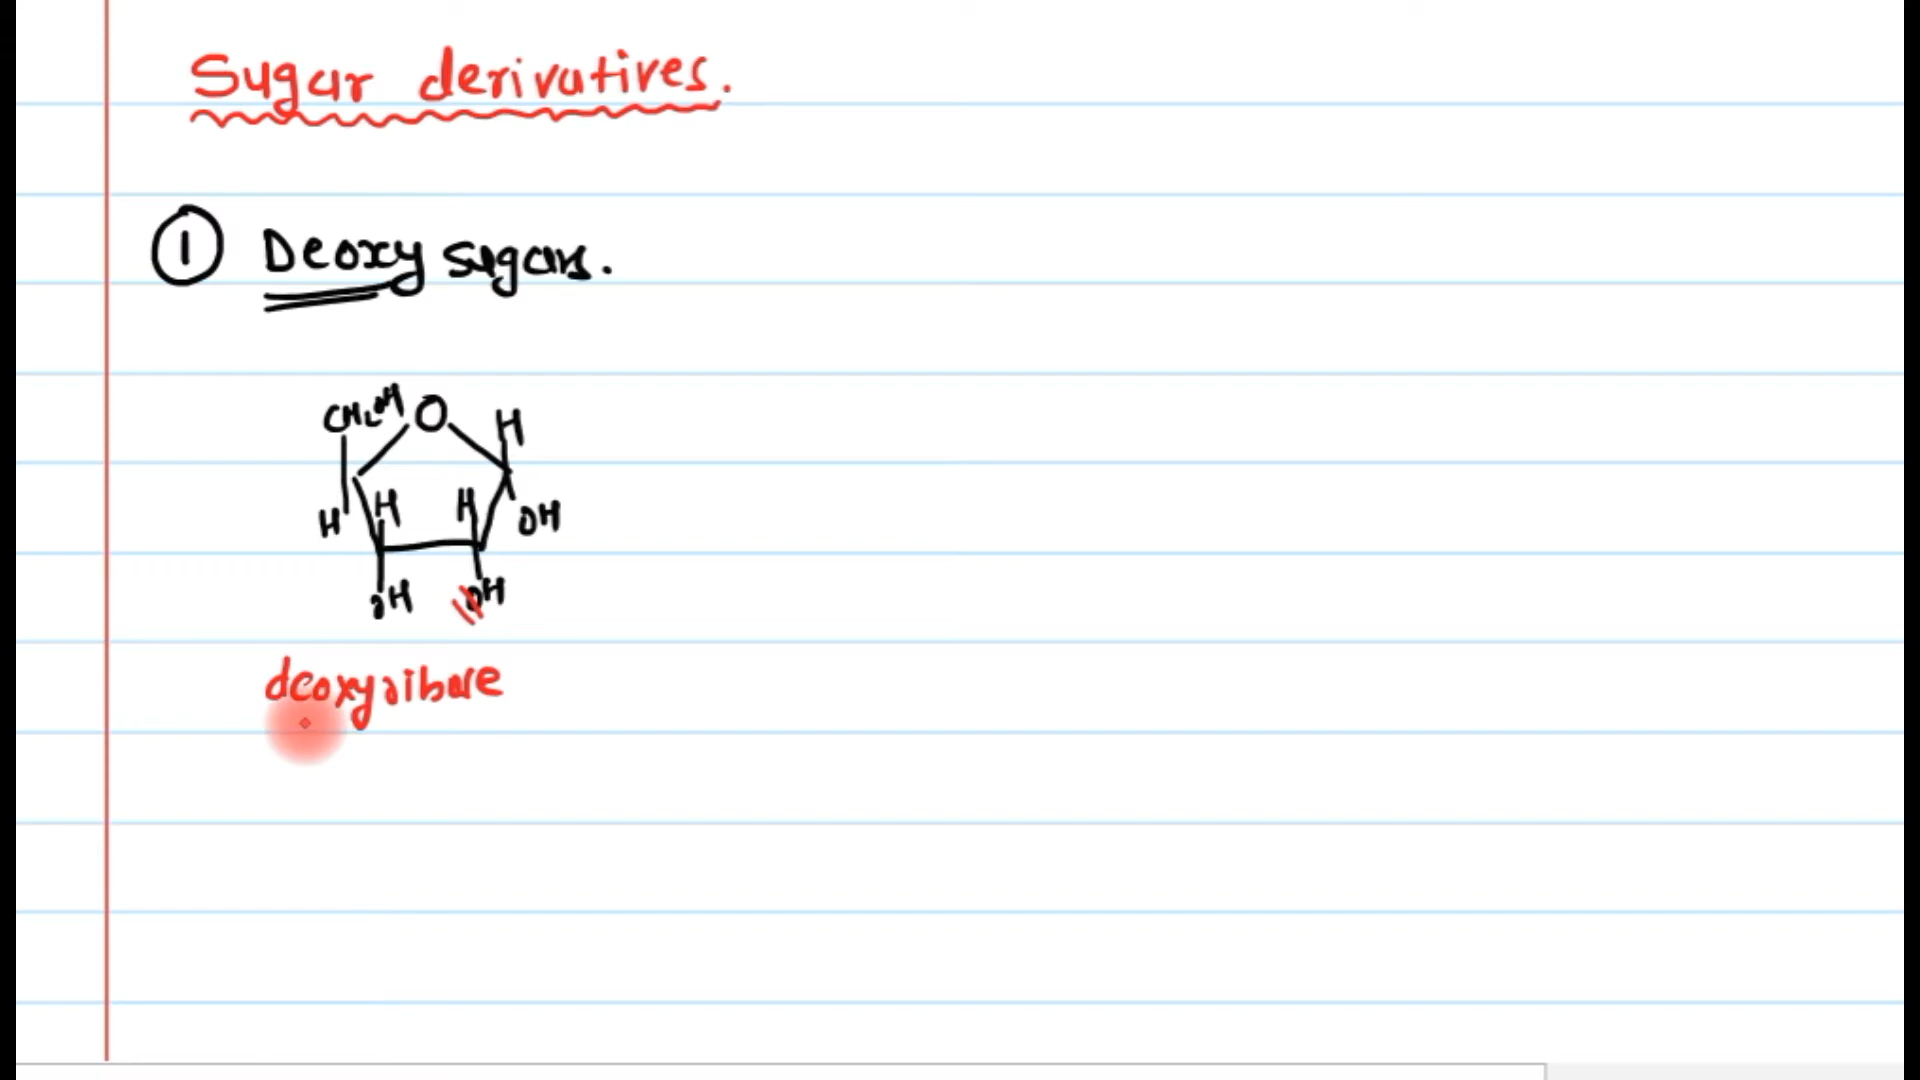 Sugar derivatives.
① Deoxy sugars.
CH₂OH O H
H H H OH
OH OH
deoxyribose